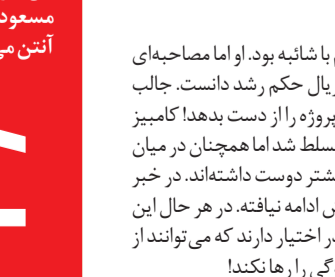 مسعود
آنتن می
با شائبه بود. او اما مصاحبه‌ای
ریال حکم رشد دانست. جالب
پروژه را از دست بدهد! کامبیز
سلط شد اما همچنان در میان
شتر دوست داشته‌اند. در خبر
ادامه نیافته. در هر حال این
در اختیار دارند که می‌توانند از
گی را رها نکند!